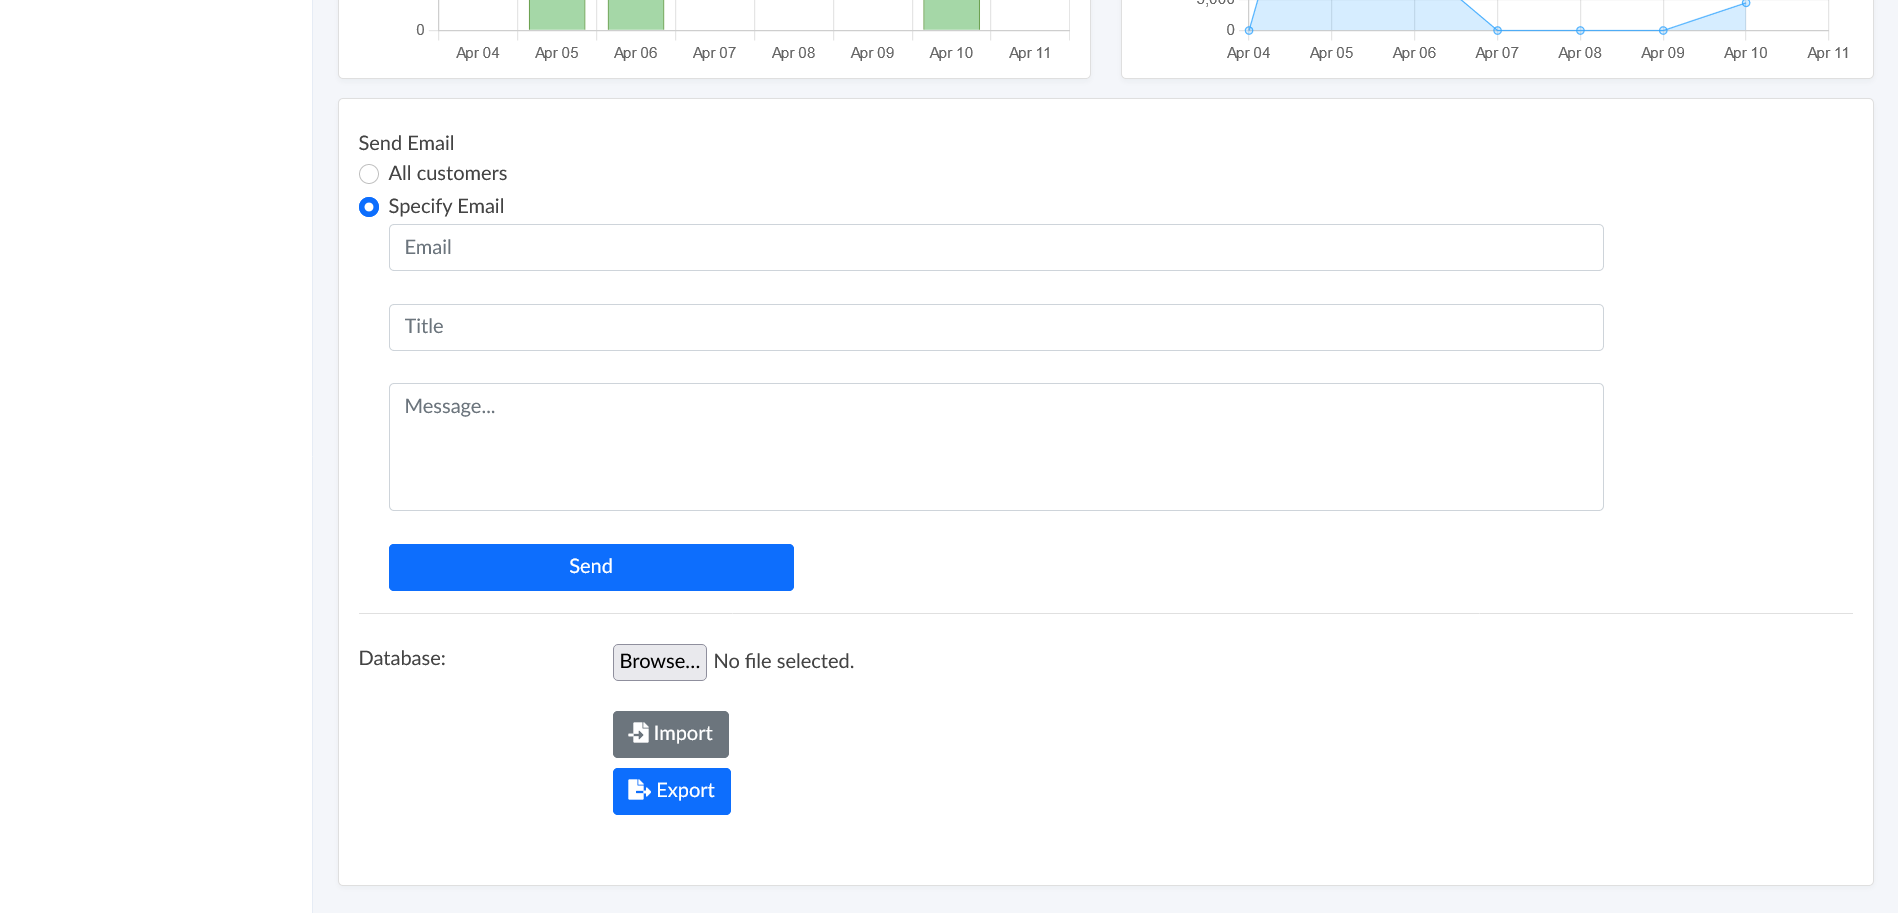 5,000
0
0
Apr 04 Apr 05 Apr 06 Apr 07 Apr 08 Apr 09 Apr 10 Apr 11
Apr 04 Apr 05 Apr 06 Apr 07 Apr 08 Apr 09 Apr 10 Apr 11
Send Email
All customers
Specify Email
Email
Title
Message...
Send
Database:
Browse... No file selected.
Import
Export